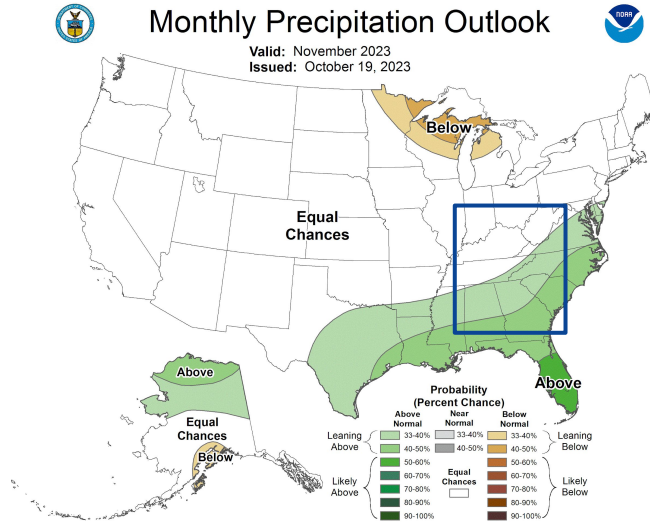 Monthly Precipitation Outlook
NOAA
Valid: November 2023
Issued: October 19, 2023
Below
Equal
Chances
Above
Equal
Chances
Below
Above
Probability
(Percent Chance)
Above
Normal
Near
Normal
Below
Normal
Leaning
Above
33-40%
33-40%
33-40%
Leaning
Below
40-50%
40-50%
40-50%
Likely
Above
50-60%
60-70%
70-80%
80-90%
90-100%
Equal
Chances
50-60%
60-70%
70-80%
80-90%
90-100%
Likely
Below